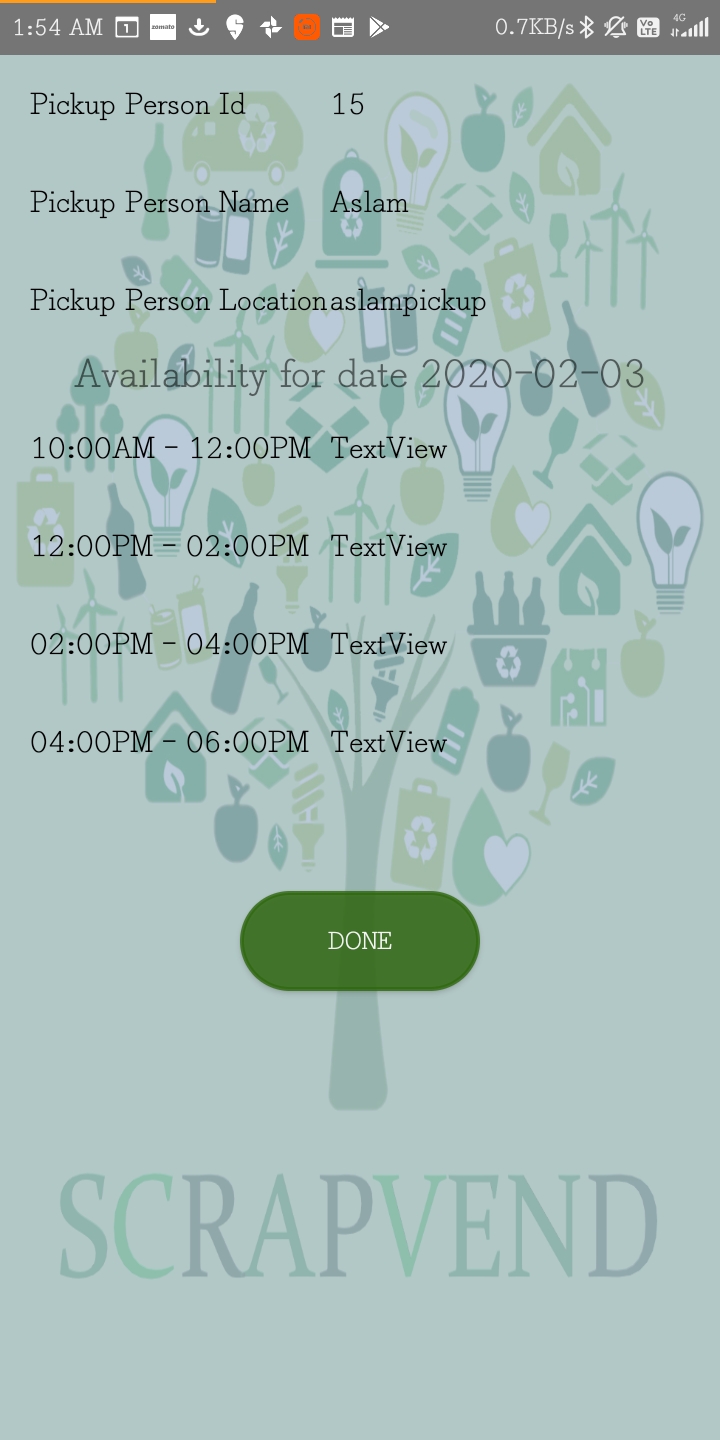 1:54 AM 1 zomato 0.7KB/s Vo LTE 4G
Pickup Person Id 15
Pickup Person Name Aslam
Pickup Person Location aslampickup
Availability for date 2020-02-03
10:00AM - 12:00PM TextView
12:00PM - 02:00PM TextView
02:00PM - 04:00PM TextView
04:00PM - 06:00PM TextView
DONE
SCRAPVEND